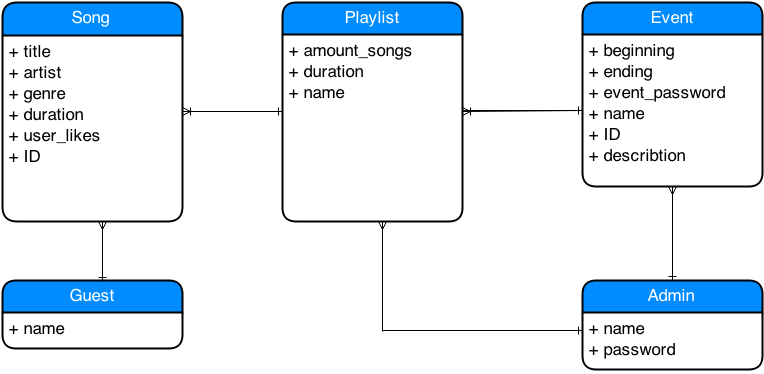 Song
+ title
+ artist
+ genre
+ duration
+ user_likes
+ ID
Playlist
+ amount_songs
+ duration
+ name
Event
+ beginning
+ ending
+ event_password
+ name
+ ID
+ describtion
Guest
+ name
Admin
+ name
+ password